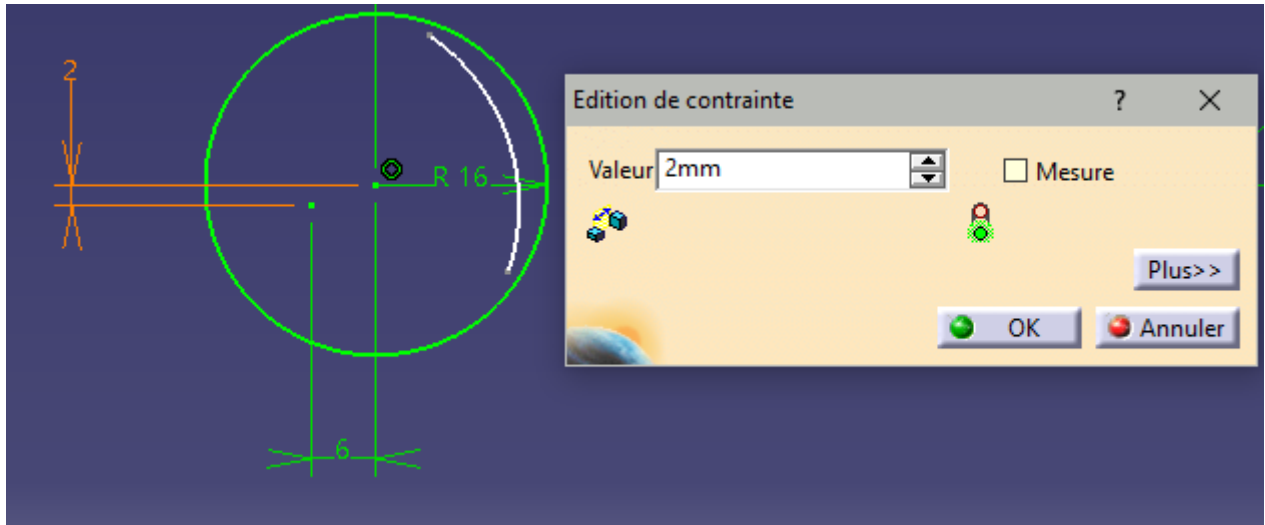 2
R 16
6
Edition de contrainte ?
Valeur 2mm Mesure
Plus>>
OK Annuler